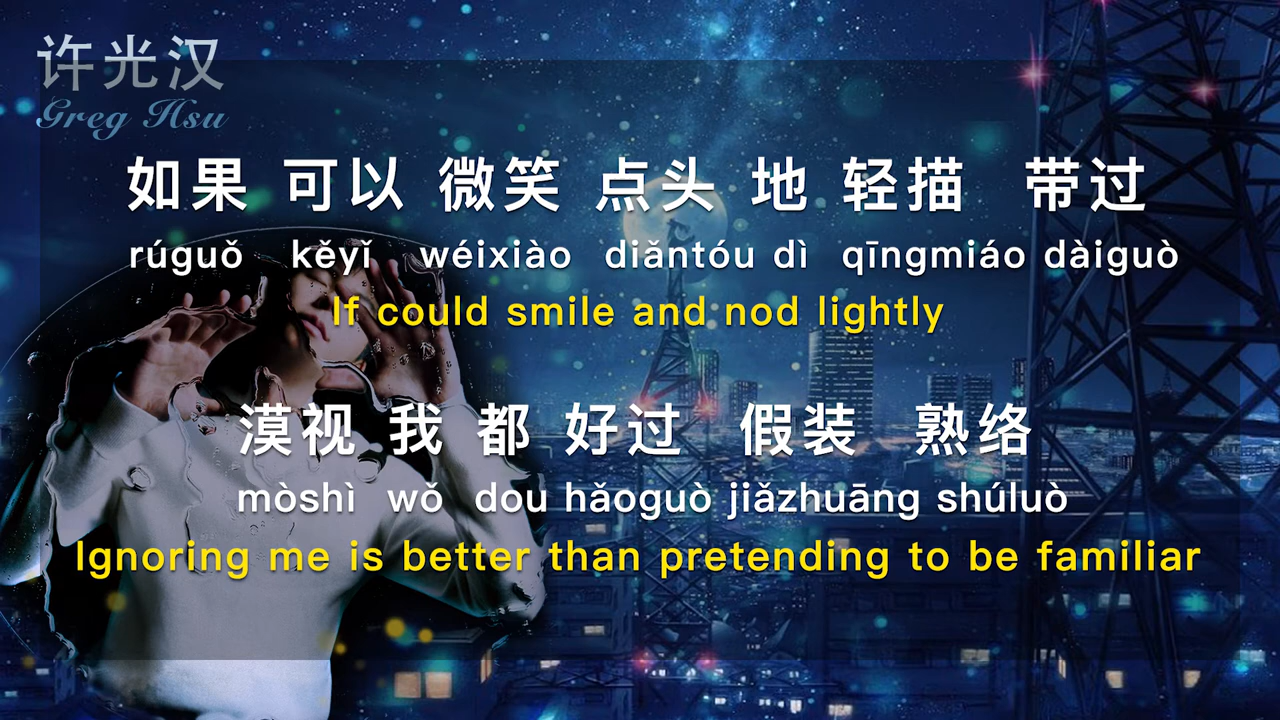 许光汉
Greg Hsu
如果 可以 微笑 点头 地 轻描 带过
rúguǒ kěyǐ wéixiào diǎntóu dì qīngmiáo dàiguò
If could smile and nod lightly
漠视 我 都 好过 假装 熟络
mòshì wǒ dou hǎoguò jiǎzhuāng shúluò
Ignoring me is better than pretending to be familiar